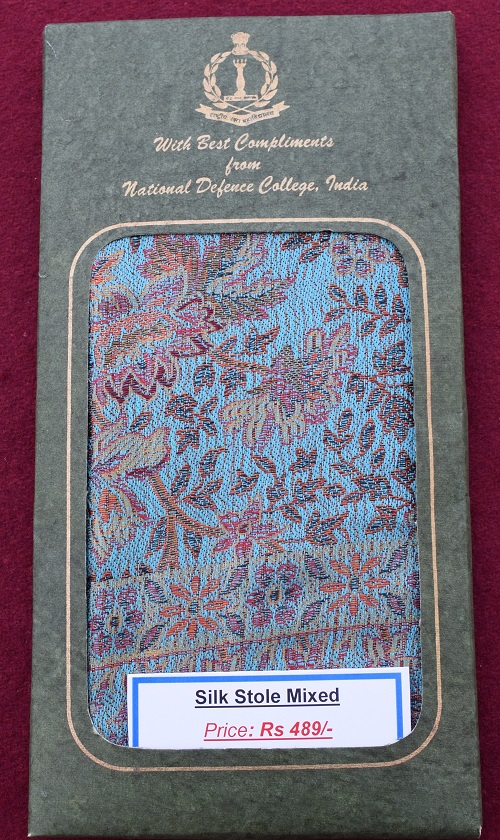 With Best Compliments
from
National Defence College, India
Silk Stole Mixed
Price: Rs 489/-